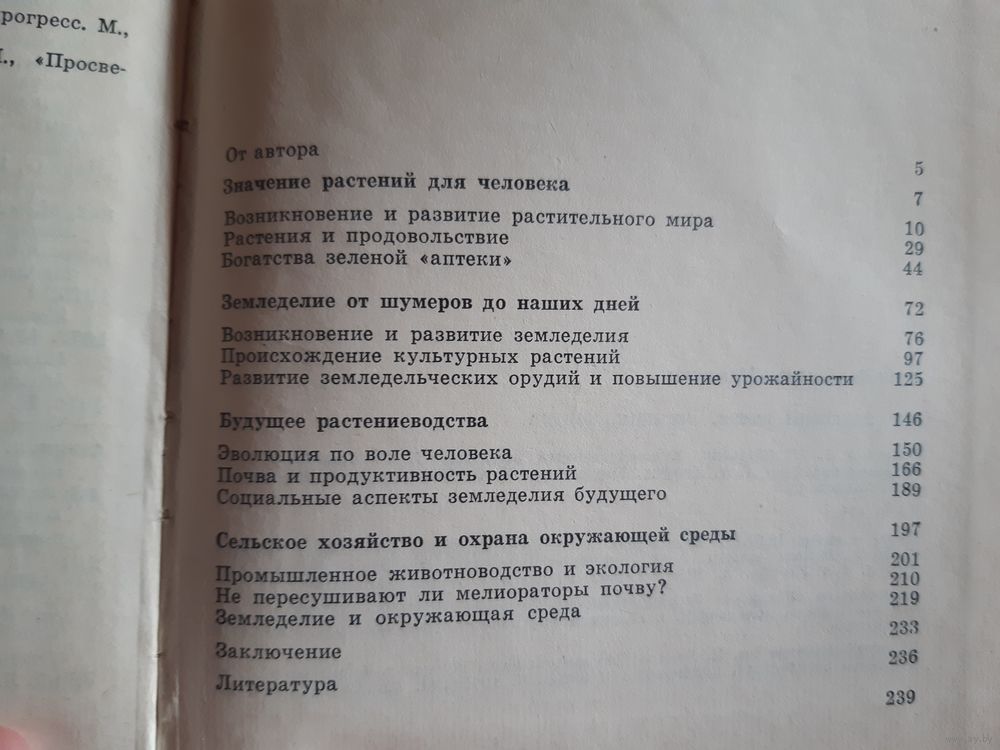 рогресс. М.,
., «Просве-
От автора 5
Значение растений для человека 7
Возникновение и развитие растительного мира 10
Растения и продовольствие 29
Богатства зеленой «аптеки» 44
Земледелие от шумеров до наших дней 72
Возникновение и развитие земледелия 76
Происхождение культурных растений 97
Развитие земледельческих орудий и повышение урожайности 125
Будущее растениеводства 146
Эволюция по воле человека 150
Почва и продуктивность растений 166
Социальные аспекты земледелия будущего 189
Сельское хозяйство и охрана окружающей среды 197
Промышленное животноводство и экология 201
Не пересушивают ли мелиораторы почву? 210
Земледелие и окружающая среда 219
Заключение 233
Литература 236
239